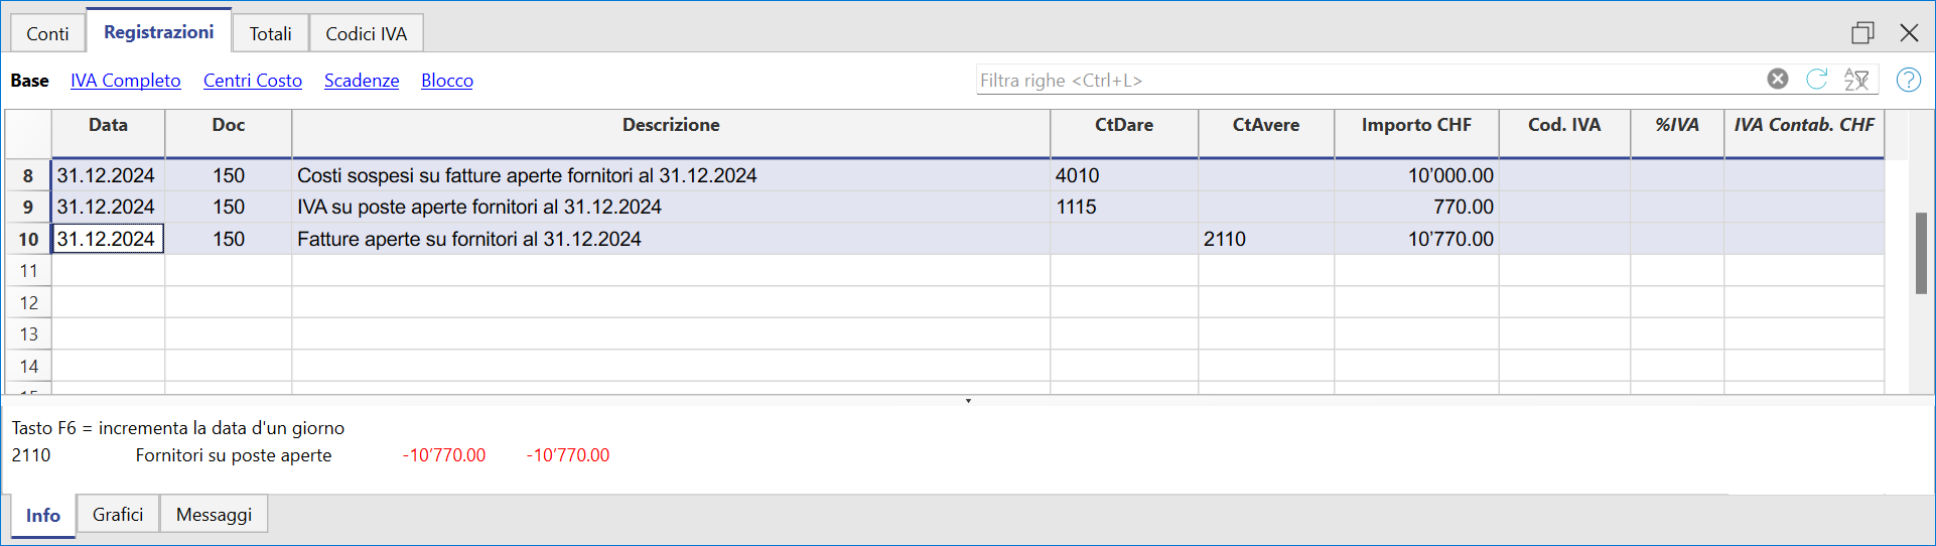 Conti Registrazioni Totali Codici IVA
Base IVA Completo Centri Costo Scadenze Blocco Filtra righe <Ctrl+L>
Data Doc Descrizione CtDare CtAvere Importo CHF Cod. IVA %IVA IVA Contab. CHF
8 31.12.2024 150 Costi sospesi su fatture aperte fornitori al 31.12.2024 4010 10’000.00
9 31.12.2024 150 IVA su poste aperte fornitori al 31.12.2024 1115 770.00
10 31.12.2024 150 Fatture aperte su fornitori al 31.12.2024 2110 10’770.00
11
12
13
14
Tasto F6 = incrementa la data d'un giorno
2110 Fornitori su poste aperte -10’770.00 -10’770.00
Info Grafici Messaggi